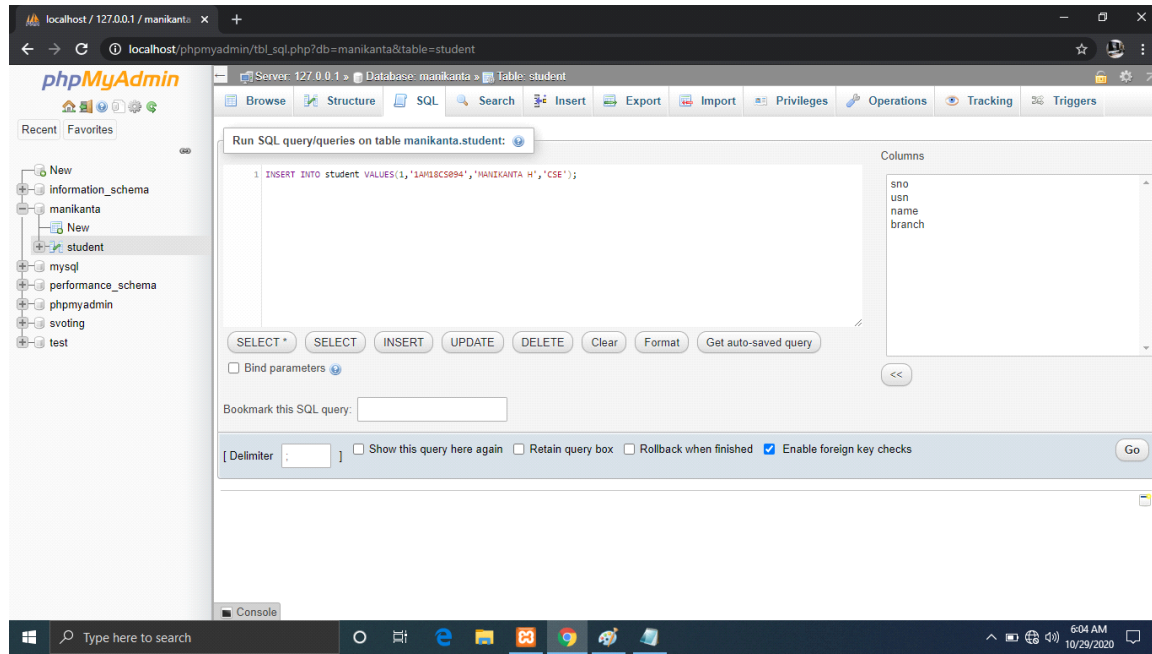 localhost / 127.0.0.1 / manikanta
localhost/phpmyadmin/tbl_sql.php?db=manikanta&table=student
phpMyAdmin
Recent Favorites
New
information_schema
manikanta
New
student
mysql
performance_schema
phpmyadmin
svoting
test
Server: 127.0.0.1 » Database: manikanta » Table: student
Browse Structure SQL Search Insert Export Import Privileges Operations Tracking Triggers
Run SQL query/queries on table manikanta.student:
1 INSERT INTO student VALUES(1,'1AM18CS094','MANIKANTA H','CSE');
Columns
sno
usn
name
branch
SELECT * SELECT INSERT UPDATE DELETE Clear Format Get auto-saved query
<<
Bind parameters
Bookmark this SQL query:
[ Delimiter ; ] Show this query here again Retain query box Rollback when finished Enable foreign key checks Go
Console
Type here to search
6:04 AM
10/29/2020